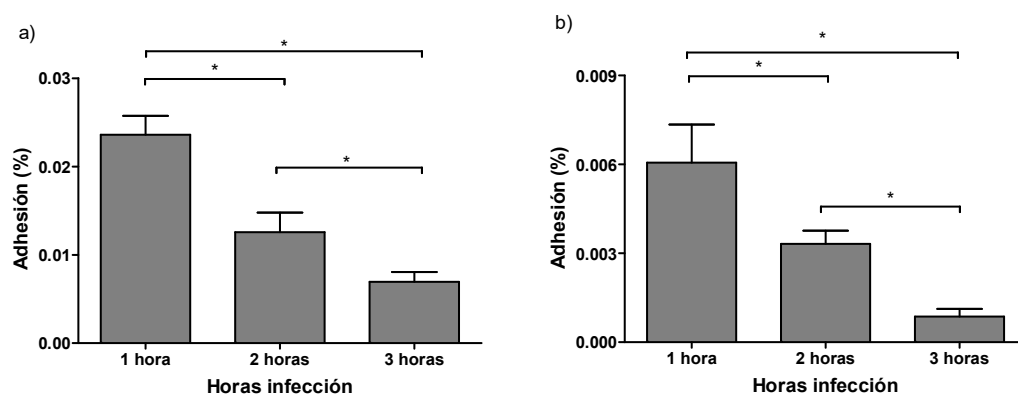 a)
*
*
*
0.03
0.02
0.01
0.00
Adhesión (%)
1 hora
2 horas
3 horas
Horas infección
b)
*
*
*
0.009
0.006
0.003
0.000
Adhesión (%)
1 hora
2 horas
3 horas
Horas infección